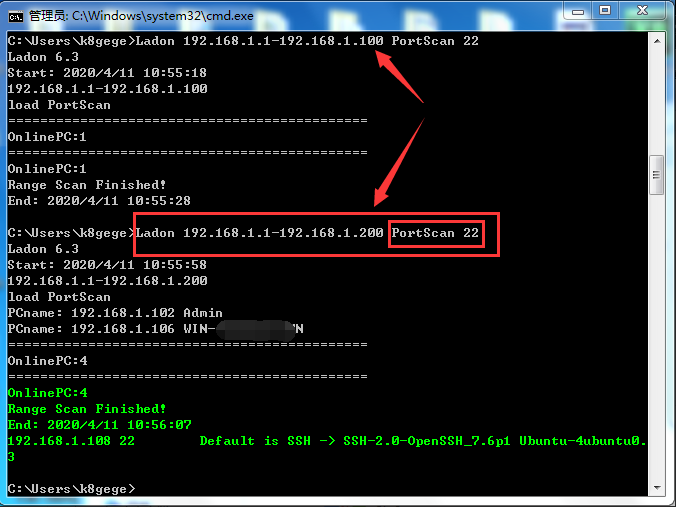 管理员: C:\Windows\system32\cmd.exe
C:\Users\k8gege>Ladon 192.168.1.1-192.168.1.100 PortScan 22
Ladon 6.3
Start: 2020/4/11 10:55:18
192.168.1.1-192.168.1.100
load PortScan
=============================================
OnlinePC:1
=============================================
OnlinePC:1
Range Scan Finished!
End: 2020/4/11 10:55:28
C:\Users\k8gege>Ladon 192.168.1.1-192.168.1.200 PortScan 22
Ladon 6.3
Start: 2020/4/11 10:55:58
192.168.1.1-192.168.1.200
load PortScan
PCname: 192.168.1.102 Admin
PCname: 192.168.1.106 WIN-
=============================================
OnlinePC:4
=============================================
OnlinePC:4
Range Scan Finished!
End: 2020/4/11 10:56:07
192.168.1.108 22        Default is SSH -> SSH-2.0-OpenSSH_7.6p1 Ubuntu-4ubuntu0.
3
C:\Users\k8gege>